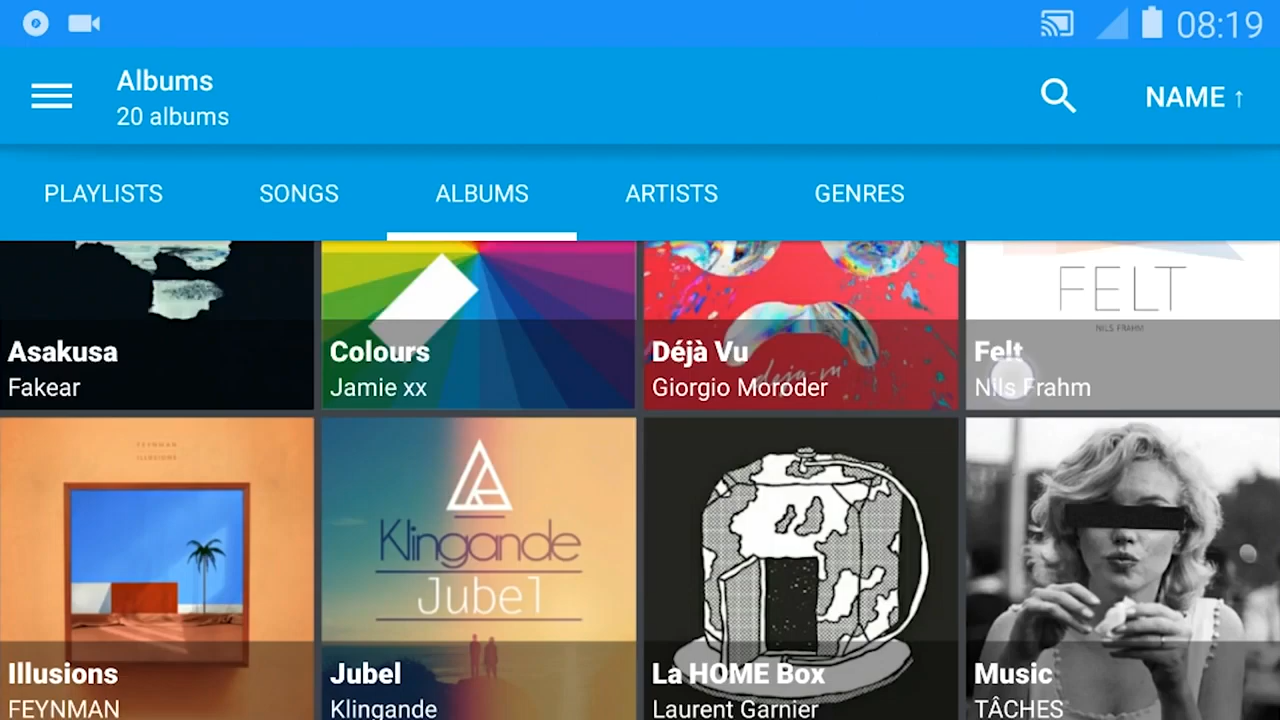 08:19
Albums
20 albums
NAME ↑
PLAYLISTS SONGS ALBUMS ARTISTS GENRES
FELT
NILS FRAHM
deja-vu
Asakusa
Fakear
Colours
Jamie xx
Déjà Vu
Giorgio Moroder
Felt
Nils Frahm
FEYNMAN
ILLUSIONS
Klingande
Jubel
Illusions
FEYNMAN
Jubel
Klingande
La HOME Box
Laurent Garnier
Music
TÂCHES